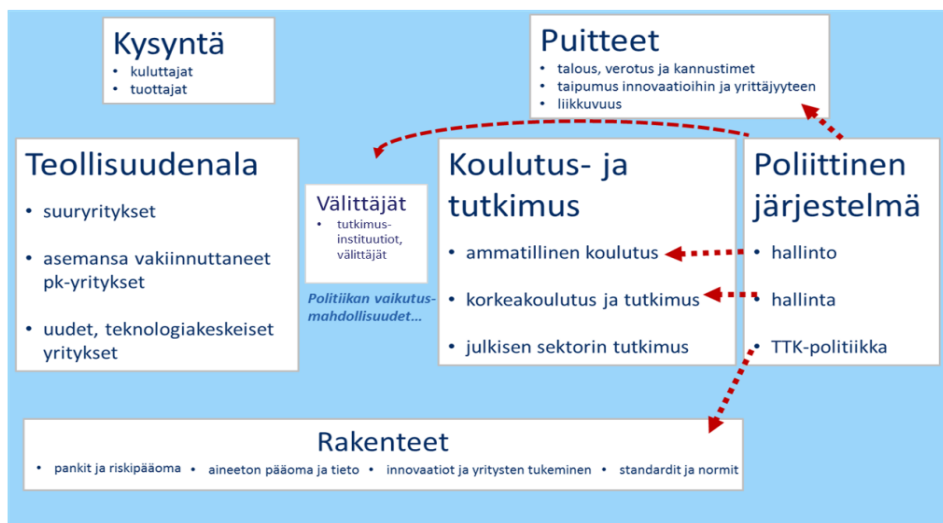 Kysyntä
• kuluttajat
• tuottajat
Puitteet
• talous, verotus ja kannustimet
• taipumus innovaatioihin ja yrittäjyyteen
• liikkuvuus
Teollisuudenala
• suuryritykset
• asemansa vakiinnuttaneet
pk-yritykset
• uudet, teknologiakeskeiset
yritykset
Välittäjät
• tutkimus-
instituutiot,
välittäjät
Politiikan vaikutus-
mahdollisuudet…
Koulutus- ja
tutkimus
• ammatillinen koulutus
• korkeakoulutus ja tutkimus
• julkisen sektorin tutkimus
Poliittinen
järjestelmä
• hallinto
• hallinta
• TTK-politiikka
Rakenteet
• pankit ja riskipääoma • aineeton pääoma ja tieto • innovaatiot ja yritysten tukeminen • standardit ja normit